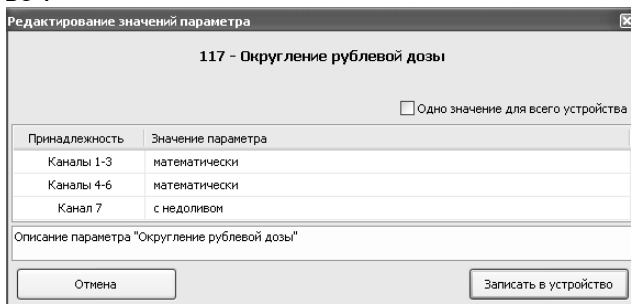 Редактирование значений параметра
117 - Округление рублевой дозы
Одно значение для всего устройства
Принадлежность Значение параметра
Каналы 1-3 математически
Каналы 4-6 математически
Канал 7 с недоливом
Описание параметра "Округление рублевой дозы"
Отмена Записать в устройство